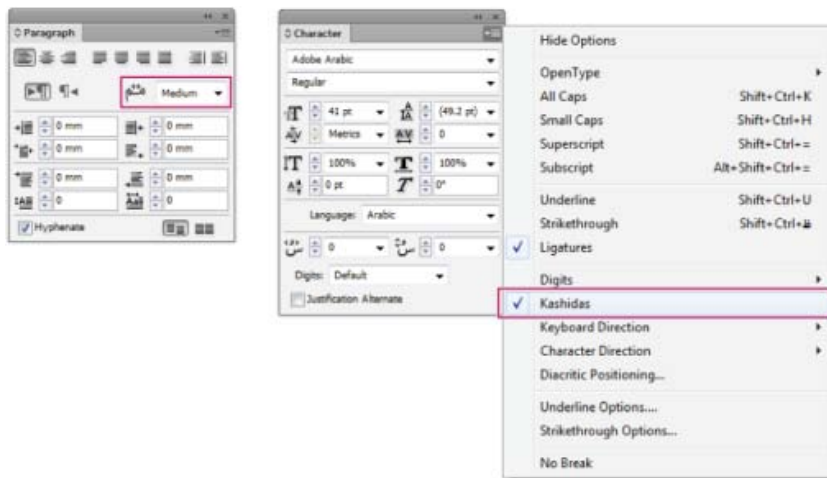 Paragraph
Medium
0 mm
0 mm
0 mm
0 mm
0 mm
0 mm
0
0
Hyphenate
Character
Adobe Arabic
Regular
41 pt
(49.2 pt)
Metrics
0
100%
100%
0 pt
0°
Language: Arabic
0
0
Digits: Default
Justification Alternate
Hide Options
OpenType
All Caps Shift+Ctrl+K
Small Caps Shift+Ctrl+H
Superscript Shift+Ctrl+=
Subscript Alt+Shift+Ctrl+=
Underline Shift+Ctrl+U
Strikethrough Shift+Ctrl+
Ligatures
Digits
Kashidas
Keyboard Direction
Character Direction
Diacritic Positioning...
Underline Options....
Strikethrough Options...
No Break